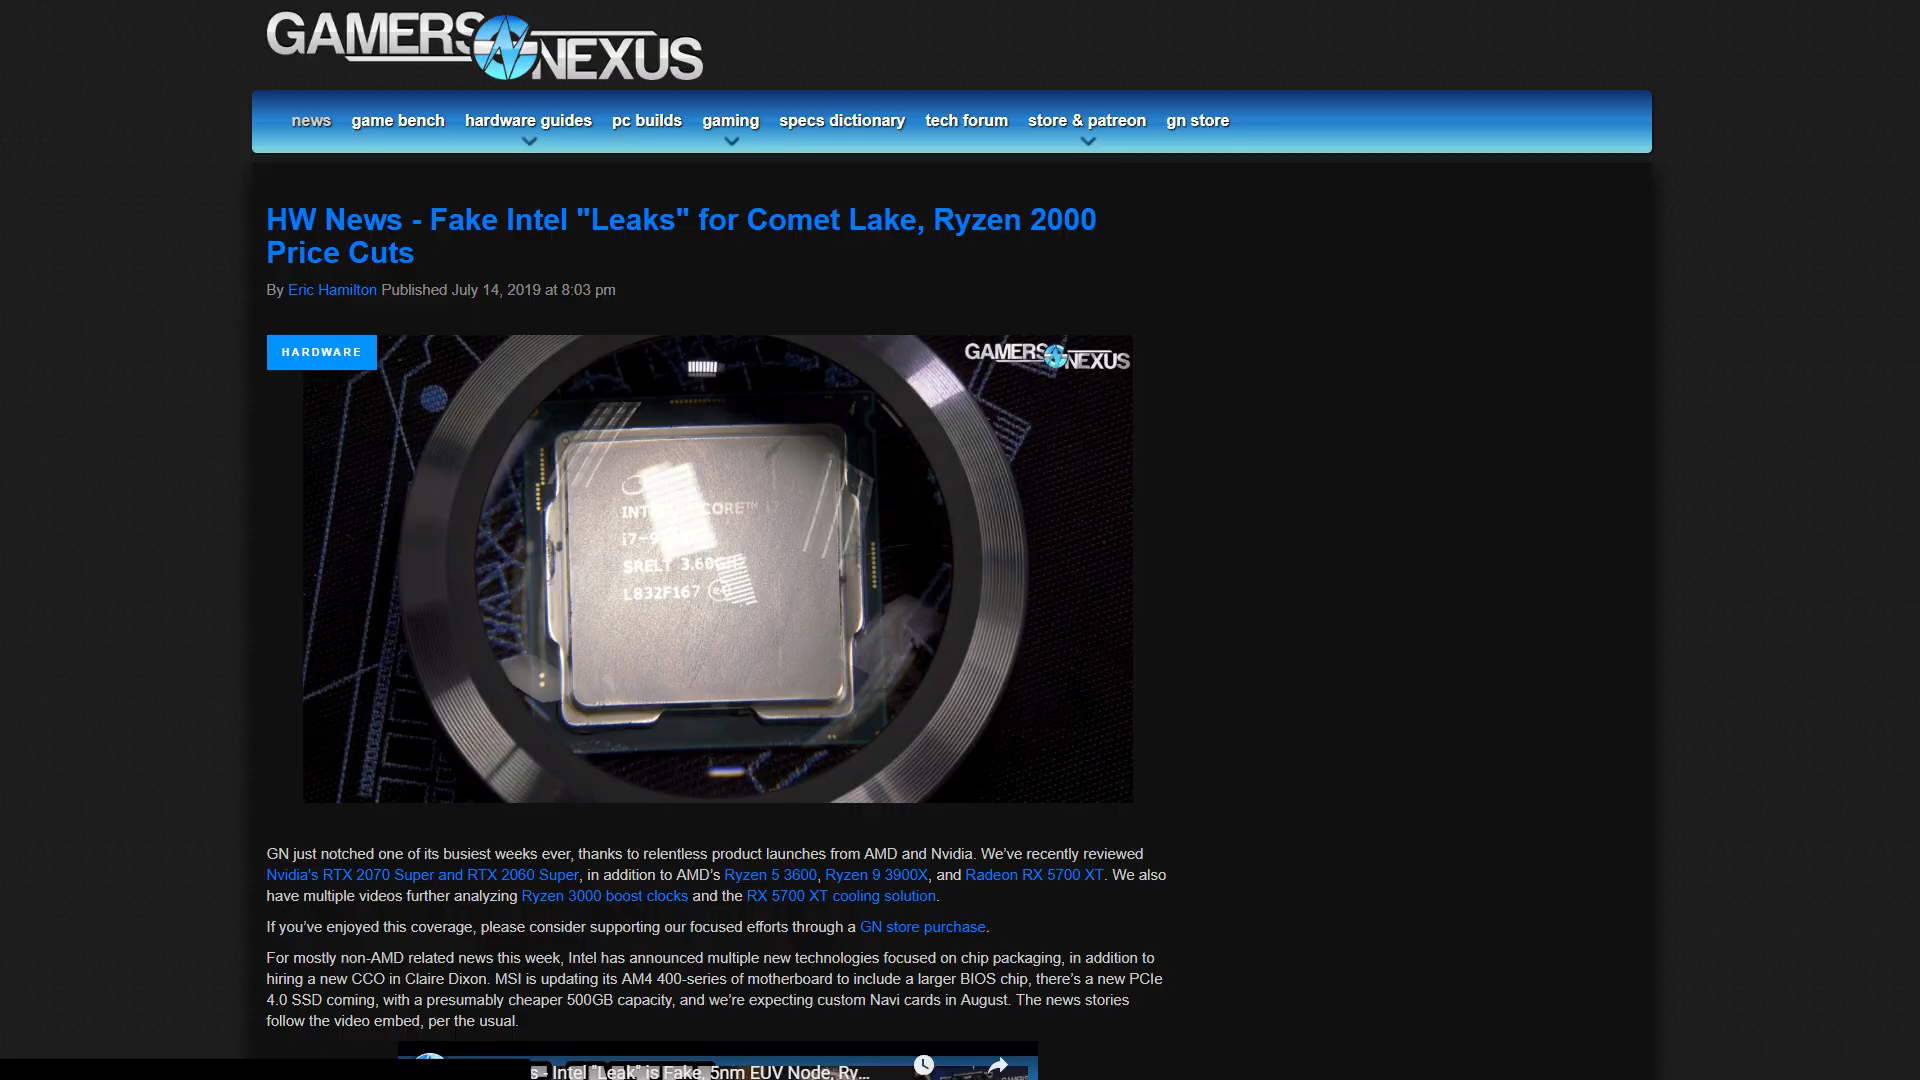 GAMERS NEXUS
news game bench hardware guides pc builds gaming specs dictionary tech forum store & patreon gn store
HW News - Fake Intel "Leaks" for Comet Lake, Ryzen 2000
Price Cuts
By Eric Hamilton Published July 14, 2019 at 8:03 pm
HARDWARE
GAMERS NEXUS
CORE™ i7
SRELT 3.60GHz
L832F167
GN just notched one of its busiest weeks ever, thanks to relentless product launches from AMD and Nvidia. We’ve recently reviewed
Nvidia’s RTX 2070 Super and RTX 2060 Super, in addition to AMD’s Ryzen 5 3600, Ryzen 9 3900X, and Radeon RX 5700 XT. We also
have multiple videos further analyzing Ryzen 3000 boost clocks and the RX 5700 XT cooling solution.
If you’ve enjoyed this coverage, please consider supporting our focused efforts through a GN store purchase.
For mostly non-AMD related news this week, Intel has announced multiple new technologies focused on chip packaging, in addition to
hiring a new CCO in Claire Dixon. MSI is updating its AM4 400-series of motherboard to include a larger BIOS chip, there’s a new PCIe
4.0 SSD coming, with a presumably cheaper 500GB capacity, and we’re expecting custom Navi cards in August. The news stories
follow the video embed, per the usual.
s - Intel "Leak" is Fake, 5nm EUV Node, Ry...